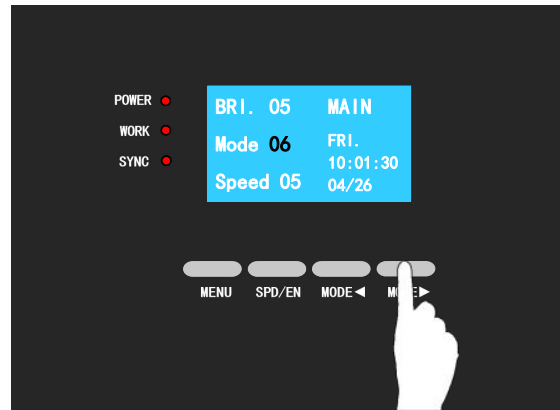 POWER
WORK
SYNC
BRI. 05 MAIN
Mode 06 FRI.
10:01:30
Speed 05 04/26
MENU SPD/EN MODE◀ MODE▶